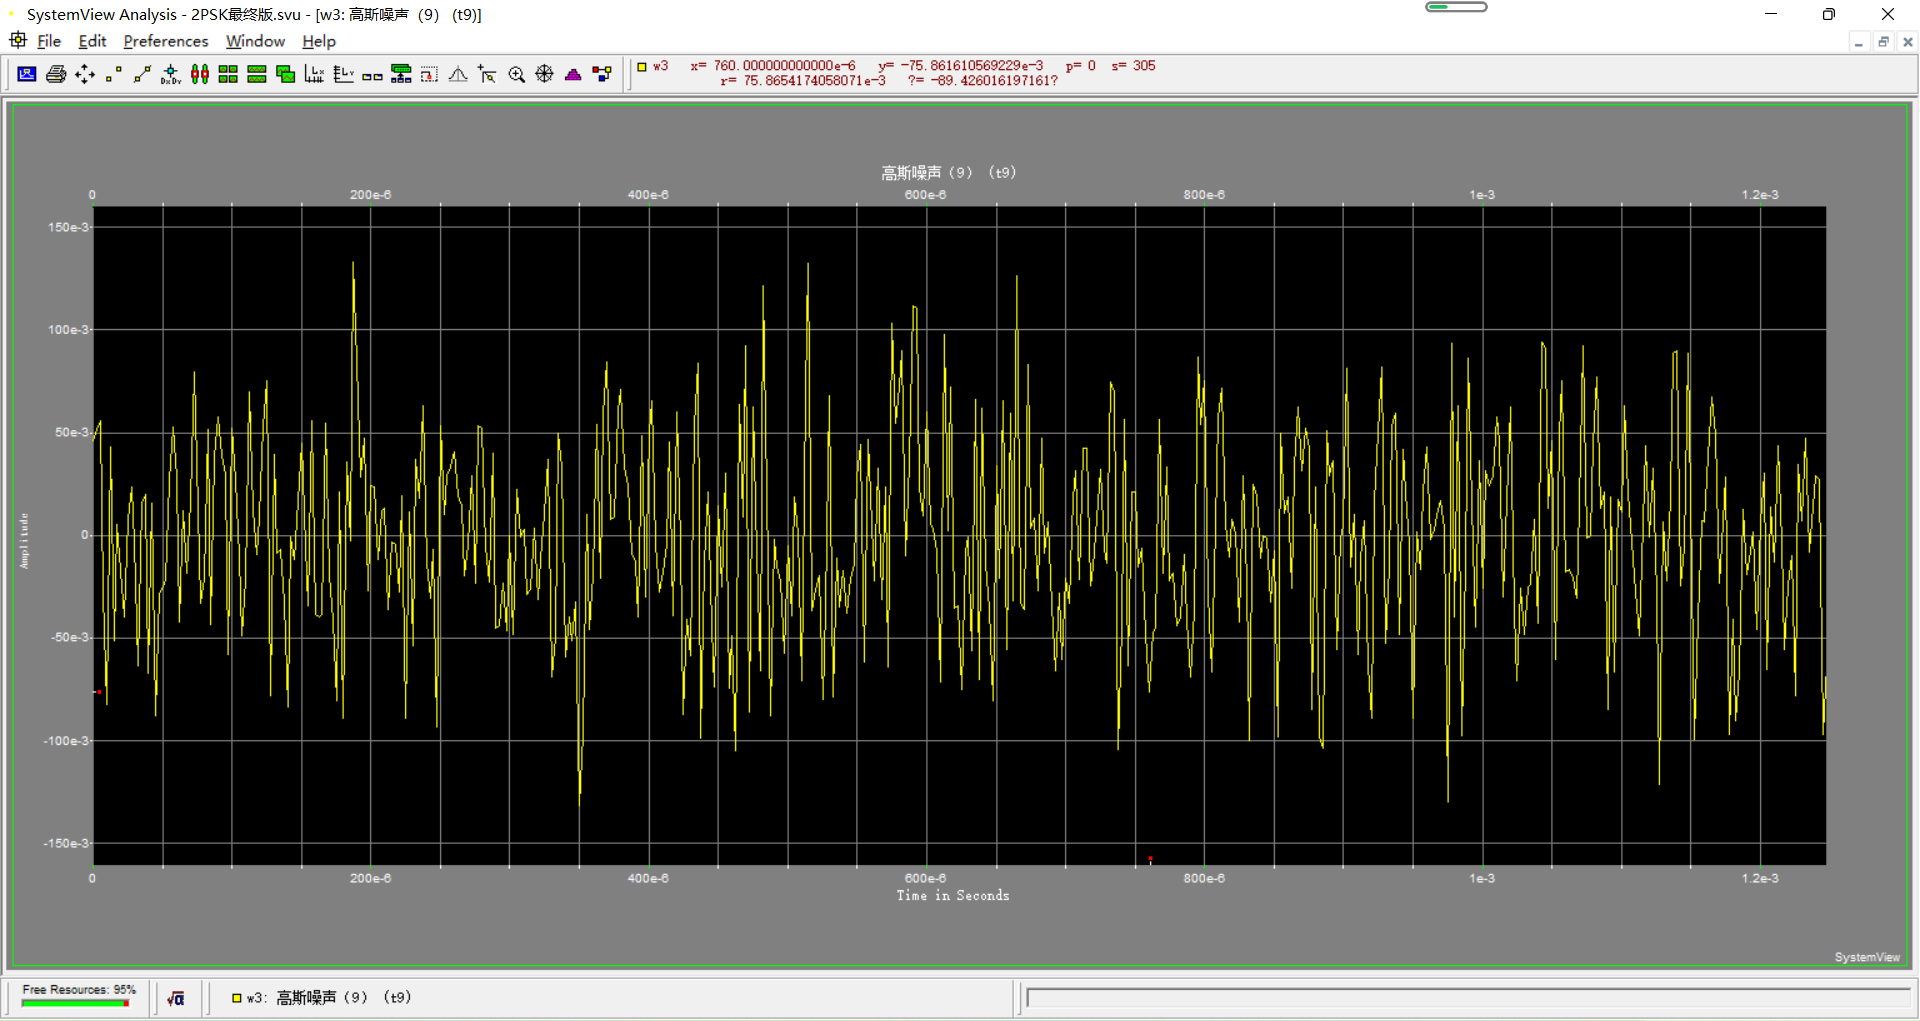 SystemView Analysis - 2PSK最终版.svu - [w3: 高斯噪声（9） (t9)]
File Edit Preferences Window Help
w3 x= 760.000000000000e-6 y= -75.861610569229e-3 p= 0 s= 305
r= 75.8654174058071e-3 ?= -89.426016197161?
高斯噪声（9） (t9)
0 200e-6 400e-6 600e-6 800e-6 1e-3 1.2e-3
150e-3
100e-3
50e-3
0
-50e-3
-100e-3
-150e-3
Amplitude
0 200e-6 400e-6 600e-6 800e-6 1e-3 1.2e-3
Time in Seconds
SystemView
Free Resources: 95%
√α
w3: 高斯噪声（9） (t9)